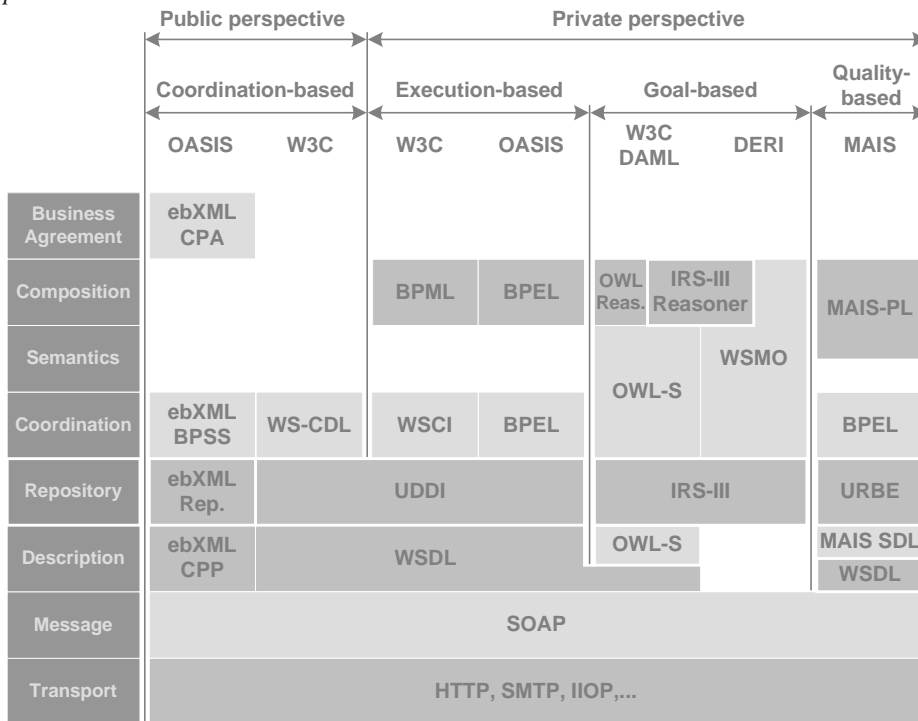 Public perspective
Private perspective
Coordination-based
Execution-based
Goal-based
Quality-
based
OASIS
W3C
W3C
OASIS
W3C
DAML
DERI
MAIS
Business
Agreement
ebXML
CPA
Composition
BPML
BPEL
OWL
Reas.
IRS-III
Reasoner
MAIS-PL
Semantics
WSMO
OWL-S
Coordination
ebXML
BPSS
WS-CDL
WSCI
BPEL
BPEL
Repository
ebXML
Rep.
UDDI
IRS-III
URBE
Description
ebXML
CPP
WSDL
OWL-S
MAIS SDL
WSDL
Message
SOAP
Transport
HTTP, SMTP, IIOP,...